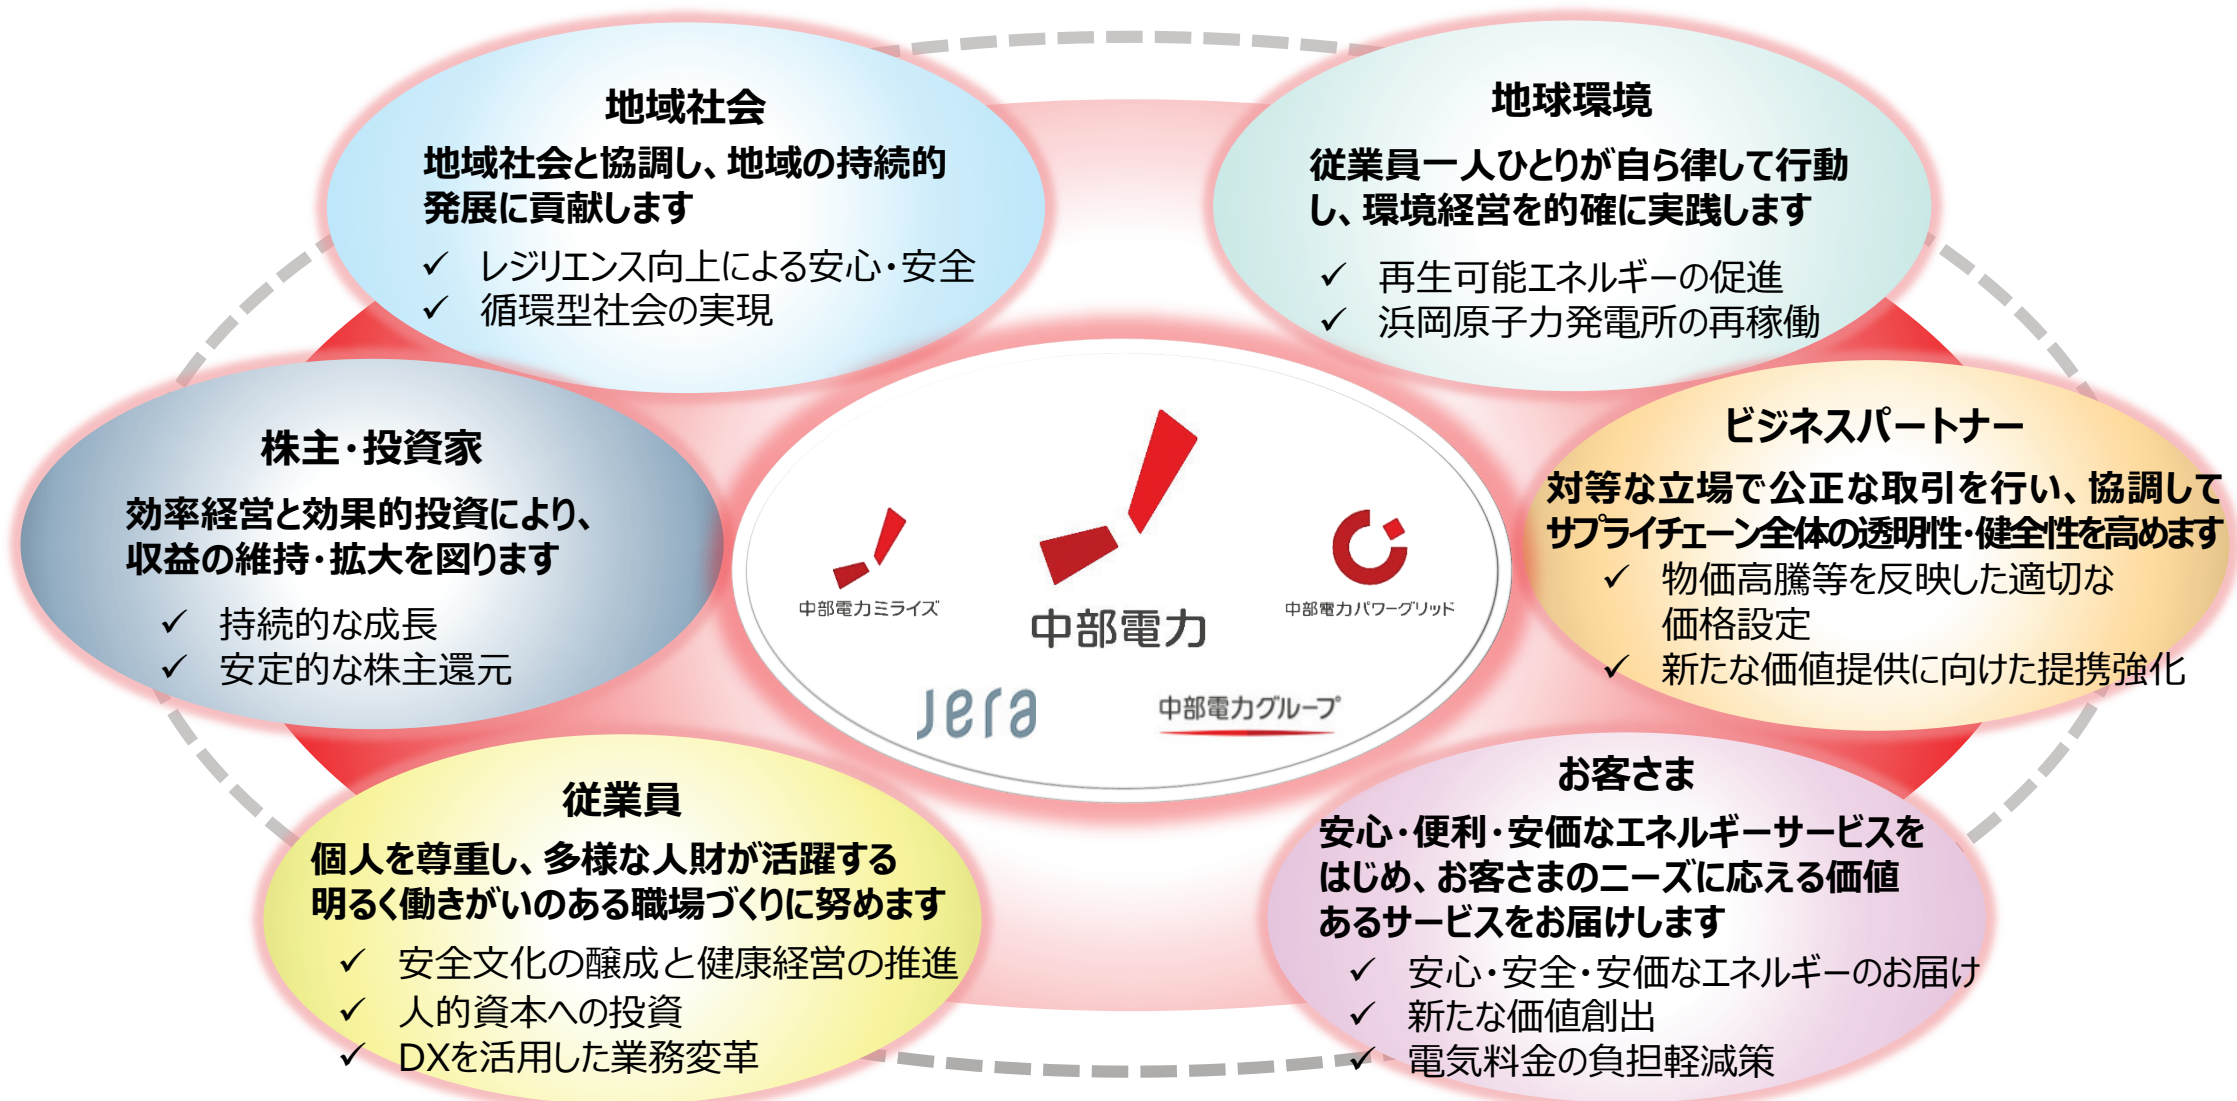 地域社会
地域社会と協調し、地域の持続的
発展に貢献します
✓ レジリエンス向上による安心・安全
✓ 循環型社会の実現
地球環境
従業員一人ひとりが自ら律して行動
し、環境経営を的確に実践します
✓ 再生可能エネルギーの促進
✓ 浜岡原子力発電所の再稼働
株主・投資家
効率経営と効果的投資により、
収益の維持・拡大を図ります
✓ 持続的な成長
✓ 安定的な株主還元
中部電力ミライズ
中部電力
中部電力パワーグリッド
Jera
中部電力グループ
ビジネスパートナー
対等な立場で公正な取引を行い、協調して
サプライチェーン全体の透明性・健全性を高めます
✓ 物価高騰等を反映した適切な
価格設定
✓ 新たな価値提供に向けた提携強化
従業員
個人を尊重し、多様な人財が活躍する
明るく働きがいのある職場づくりに努めます
✓ 安全文化の醸成と健康経営の推進
✓ 人的資本への投資
✓ DXを活用した業務変革
お客さま
安心・便利・安価なエネルギーサービスを
はじめ、お客さまのニーズに応える価値
あるサービスをお届けします
✓ 安心・安全・安価なエネルギーのお届け
✓ 新たな価値創出
✓ 電気料金の負担軽減策